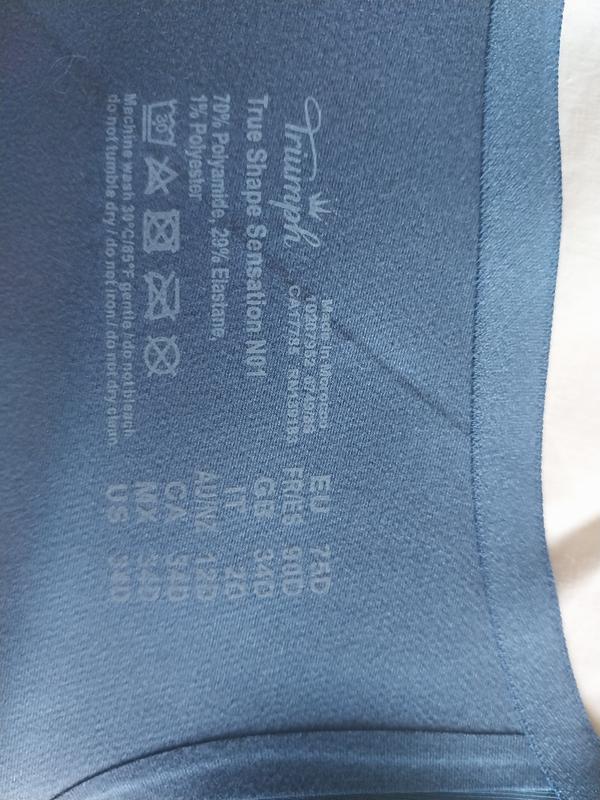 Triumph
Made in Morocco
True Shape Sensation N01
70% Polyamide, 29% Elastane,
1% Polyester
30
Machine wash 30°C/85°F gentle / do not bleach
do not tumble dry / do not iron / do not dry clean.
EU 75D
FR/ES 90D
GB 34D
IT 2D
AU/NZ 12D
CA 34D
MX 34D
US 34D